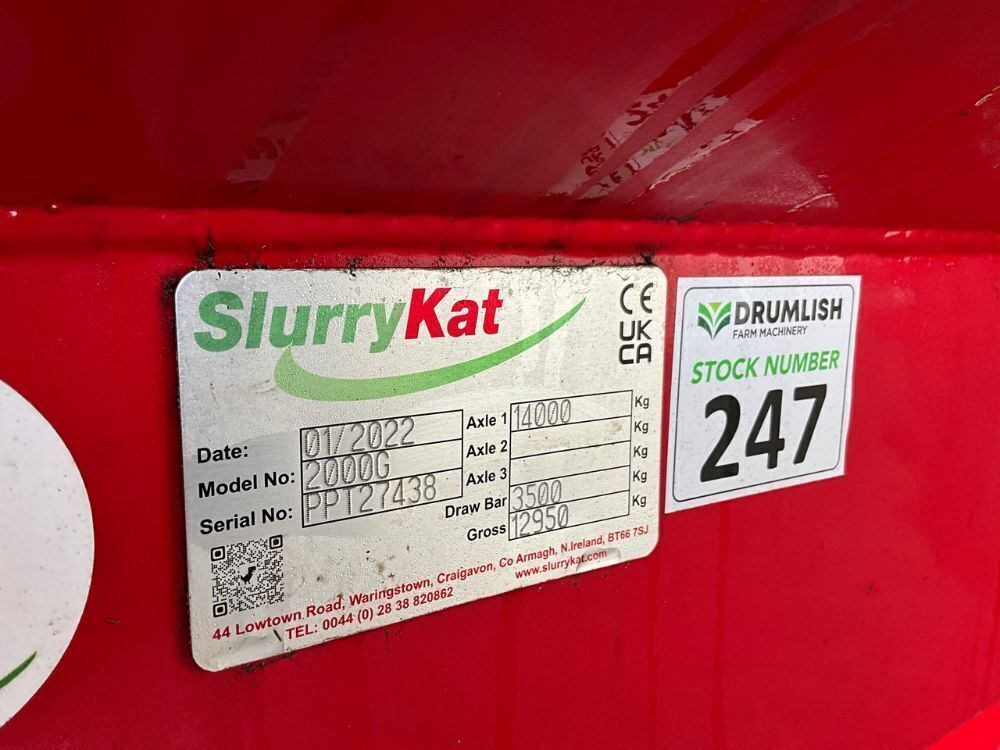 SlurryKat
CE
UK
CA
Date: 01/2022
Model No: 2000G
Serial No: PPT27438
Axle 1 14000 Kg
Axle 2 Kg
Axle 3 Kg
Draw Bar 3500 Kg
Gross 12950 Kg
44 Lowtown Road, Waringstown, Craigavon, Co Armagh, N.Ireland, BT66 7SJ
TEL: 0044 (0) 28 38 820862
www.slurrykat.com
DRUMLISH
FARM MACHINERY
STOCK NUMBER
247